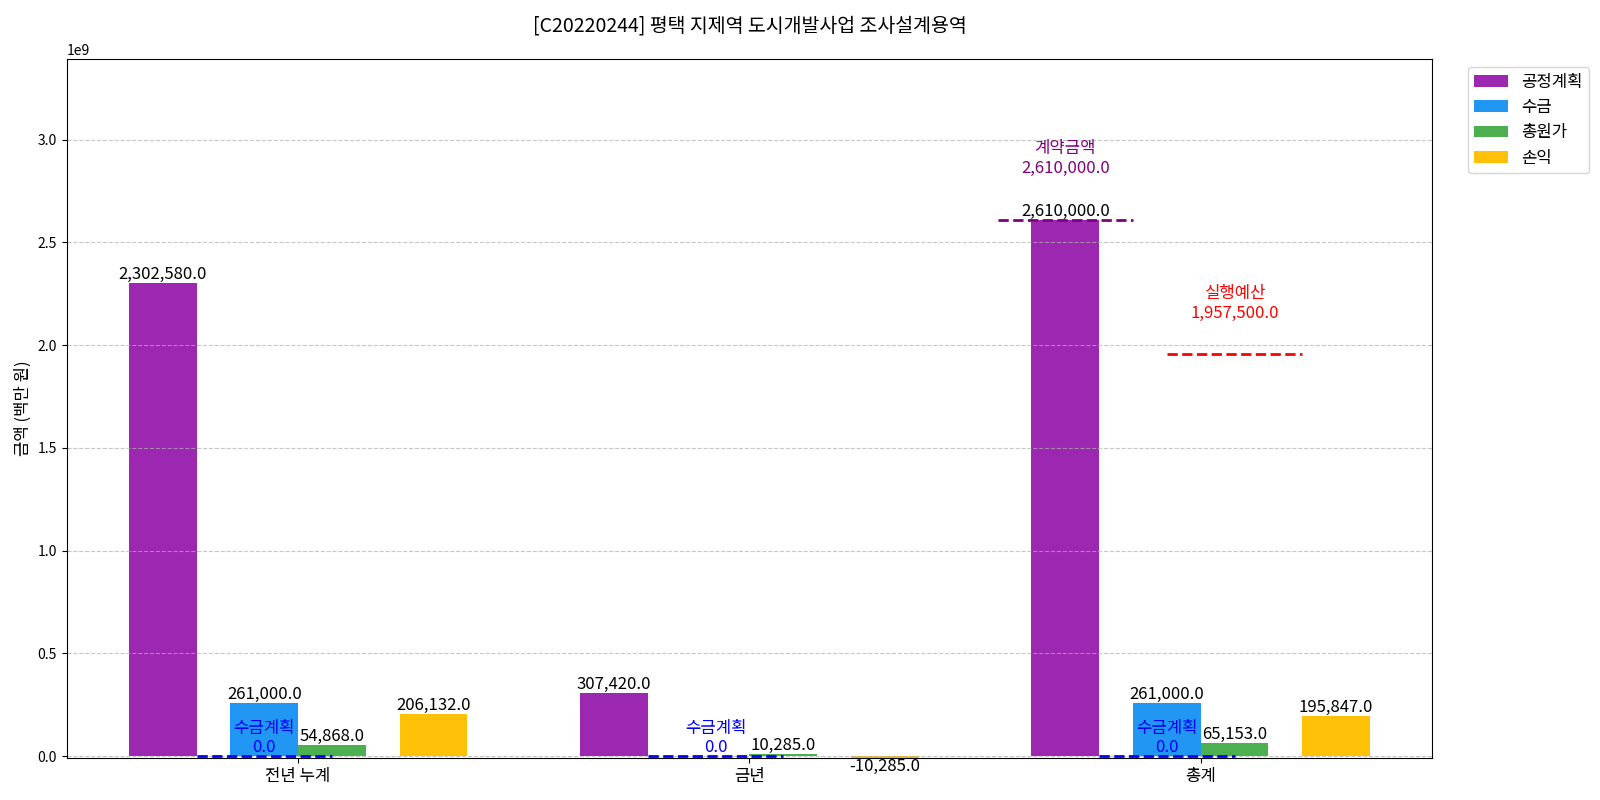 [C20220244] 평택 지제역 도시개발사업 조사설계용역
1e9
금액 (백만 원)
3.0
2.5
2.0
1.5
1.0
0.5
0.0
2,302,580.0
261,000.0
수금계획
0.0
54,868.0
206,132.0
307,420.0
수금계획
0.0
10,285.0
-10,285.0
계약금액
2,610,000.0
2,610,000.0
실행예산
1,957,500.0
261,000.0
수금계획
0.0
65,153.0
195,847.0
전년 누계
금년
총계
공정계획
수금
총원가
손익